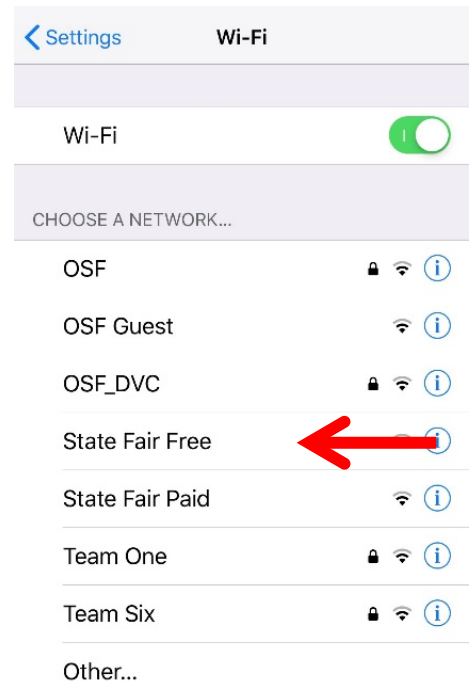 Settings Wi-Fi
Wi-Fi
CHOOSE A NETWORK...
OSF
OSF Guest
OSF_DVC
State Fair Free
State Fair Paid
Team One
Team Six
Other...